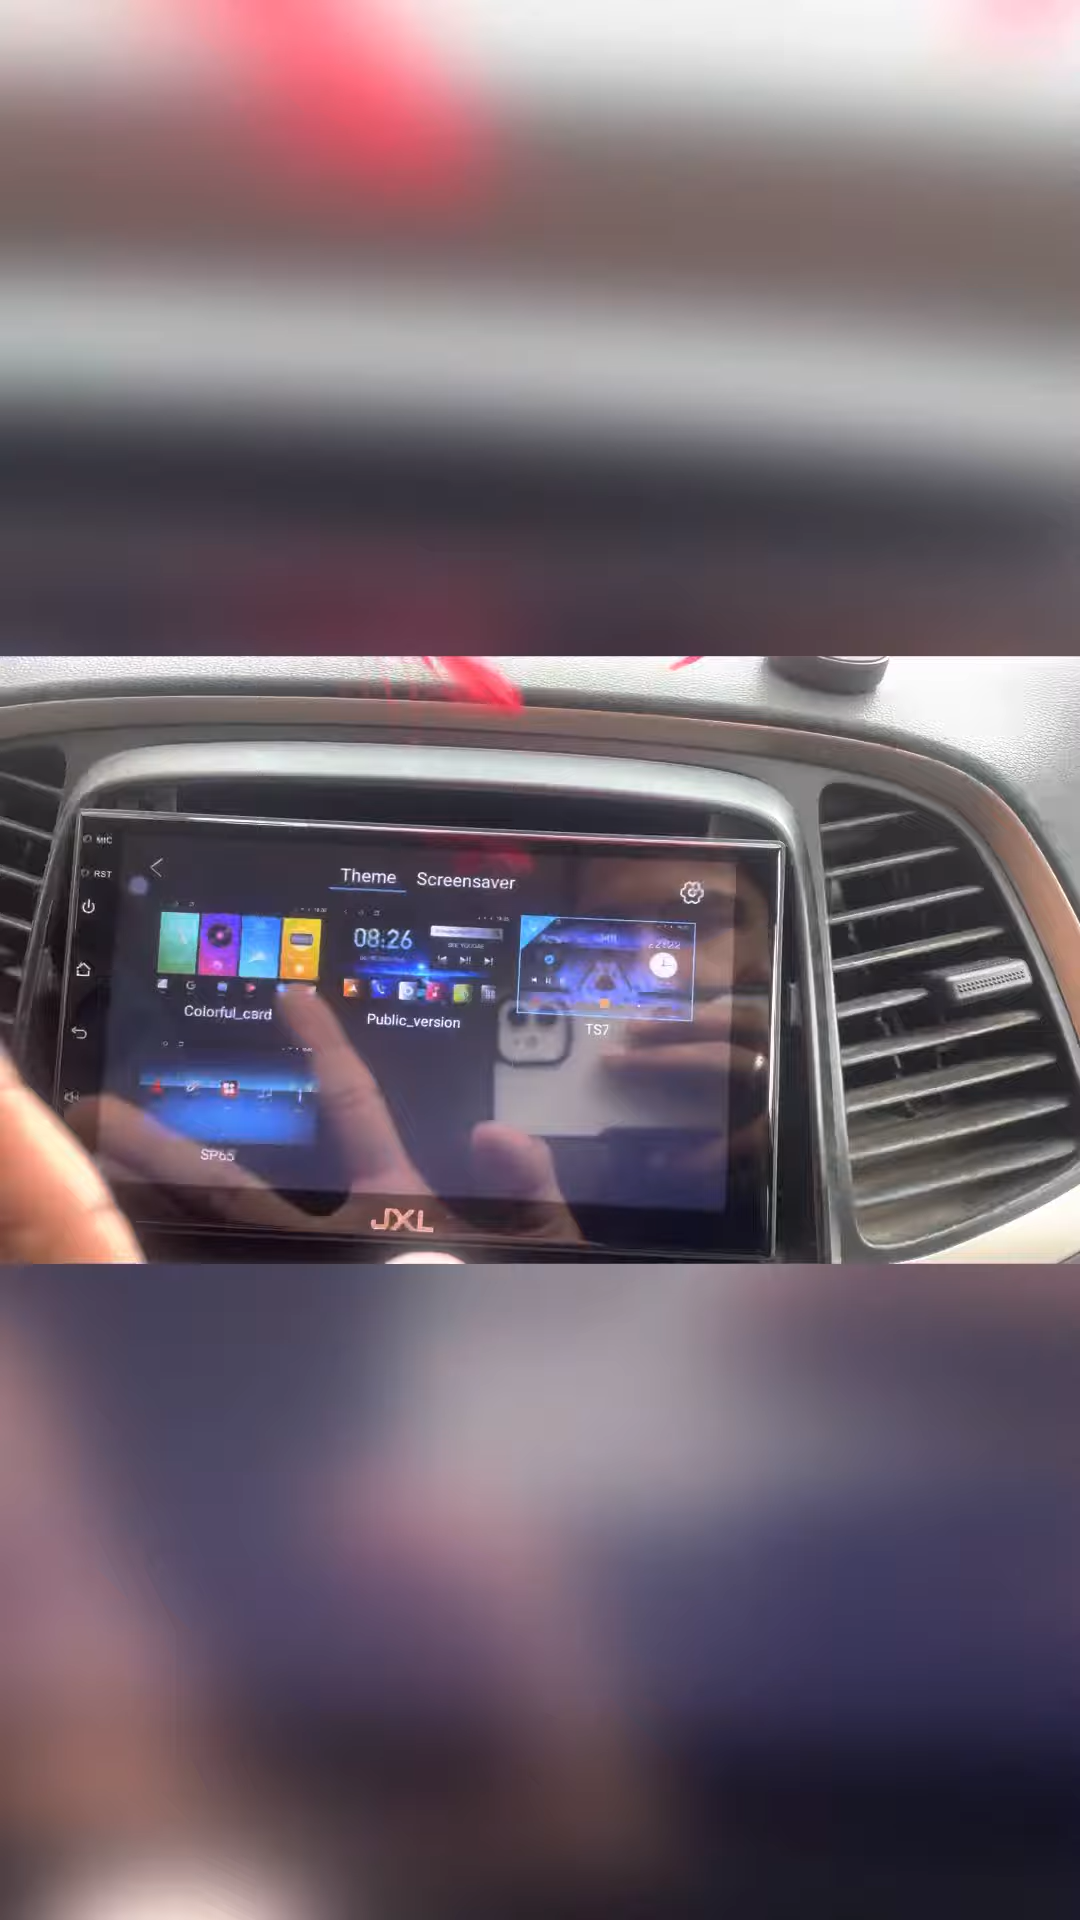 MIC
RST
Theme Screensaver
08:26
Colorful_card
Public_version
TS7
SP65
JXL